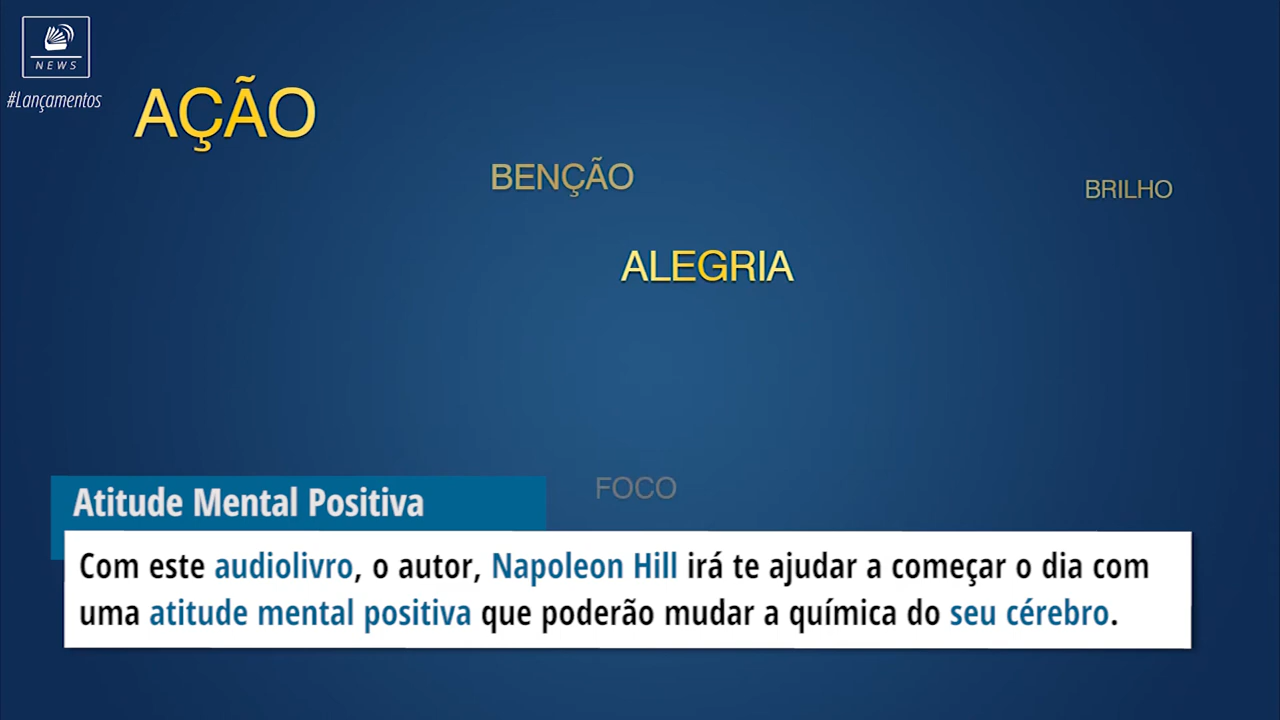 NEWS
#Lançamentos
AÇÃO
BENÇÃO
BRILHO
ALEGRIA
FOCO
Atitude Mental Positiva
Com este audiolivro, o autor, Napoleon Hill irá te ajudar a começar o dia com
uma atitude mental positiva que poderão mudar a química do seu cérebro.